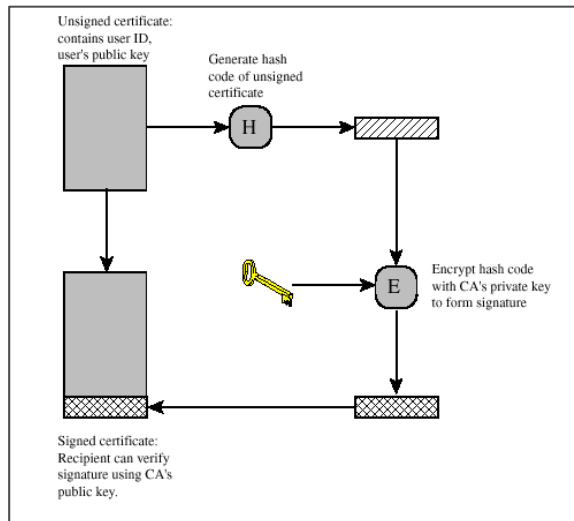 Unsigned certificate:
contains user ID,
user's public key
Generate hash
code of unsigned
certificate
H
E
Encrypt hash code
with CA's private key
to form signature
Signed certificate:
Recipient can verify
signature using CA's
public key.